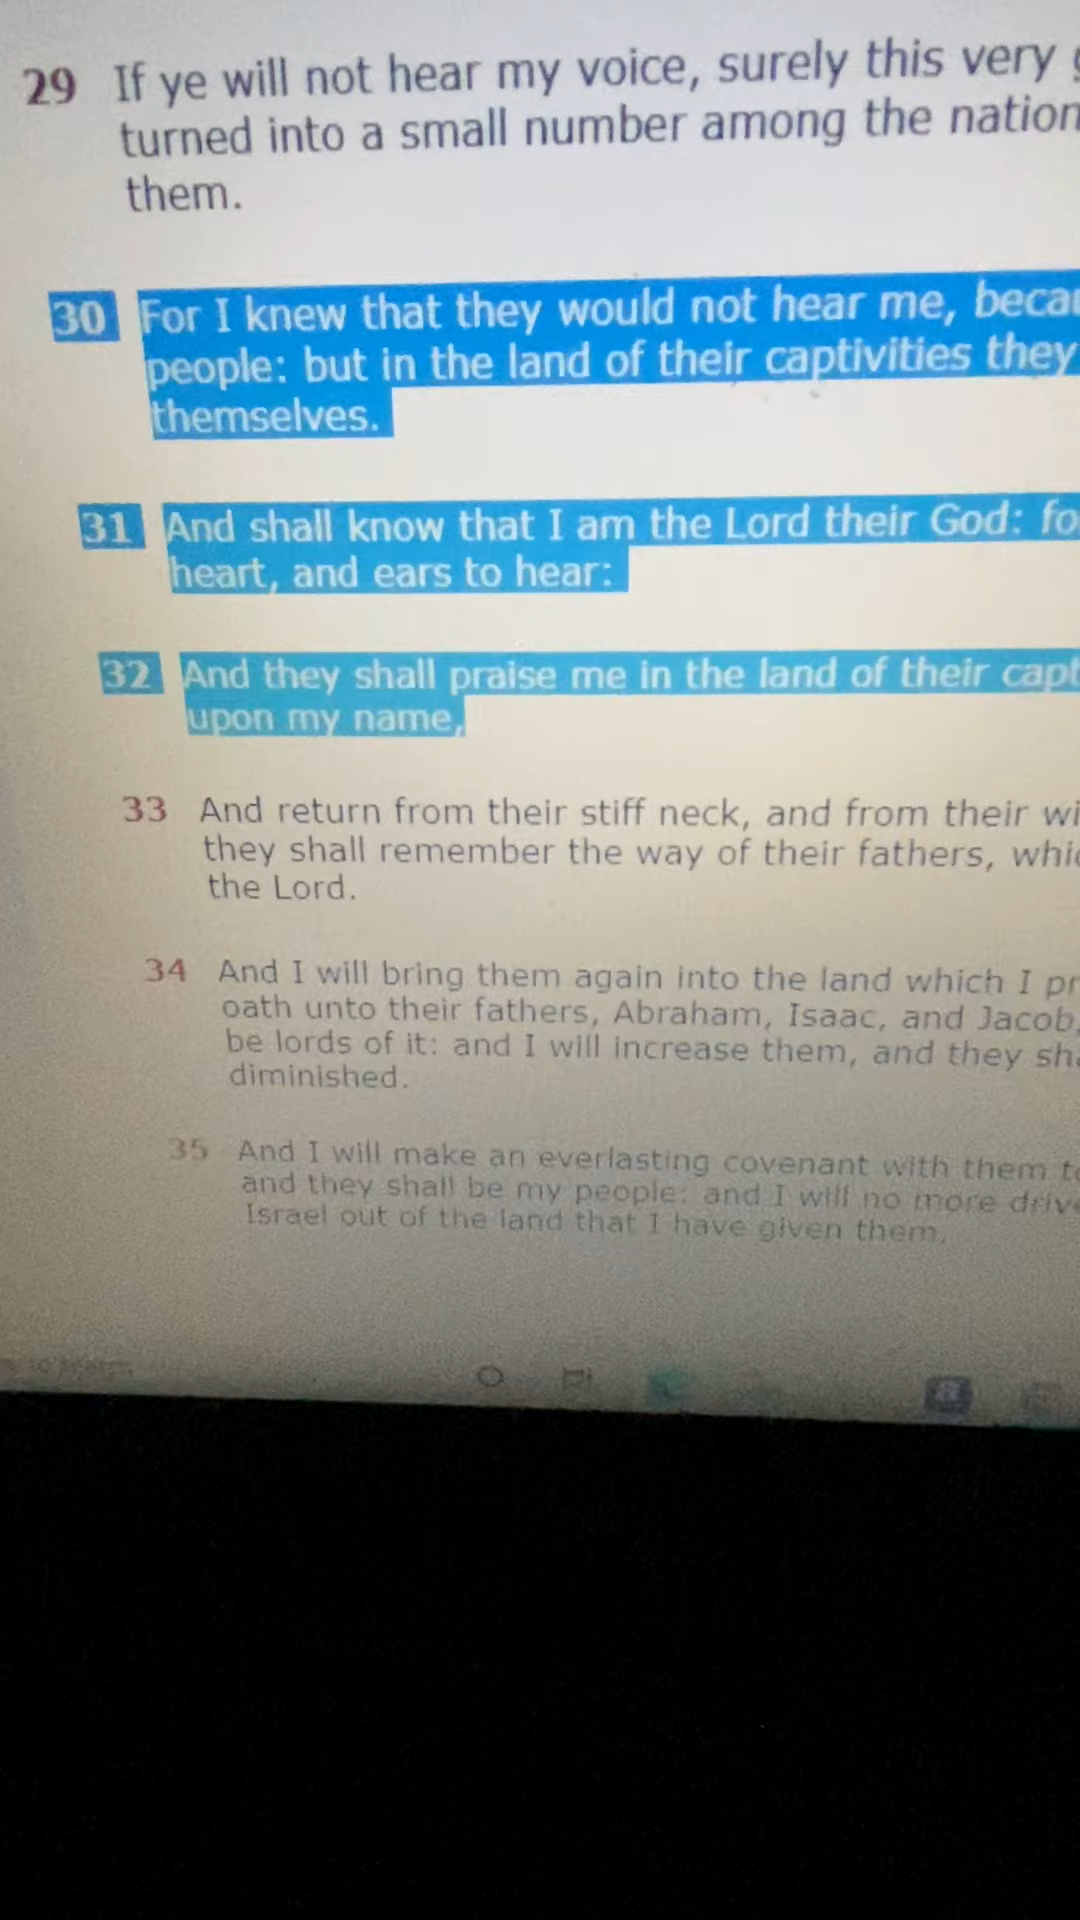 29 If ye will not hear my voice, surely this very
turned into a small number among the nation
them.
30 For I knew that they would not hear me, becau
people: but in the land of their captivities they
themselves.
31 And shall know that I am the Lord their God: fo
heart, and ears to hear:
32 And they shall praise me in the land of their capt
upon my name,
33 And return from their stiff neck, and from their wi
they shall remember the way of their fathers, whic
the Lord.
34 And I will bring them again into the land which I pr
oath unto their fathers, Abraham, Isaac, and Jacob,
be lords of it: and I will increase them, and they sha
diminished.
35 And I will make an everlasting covenant with them to
and they shall be my people: and I will no more drive
Israel out of the land that I have given them.